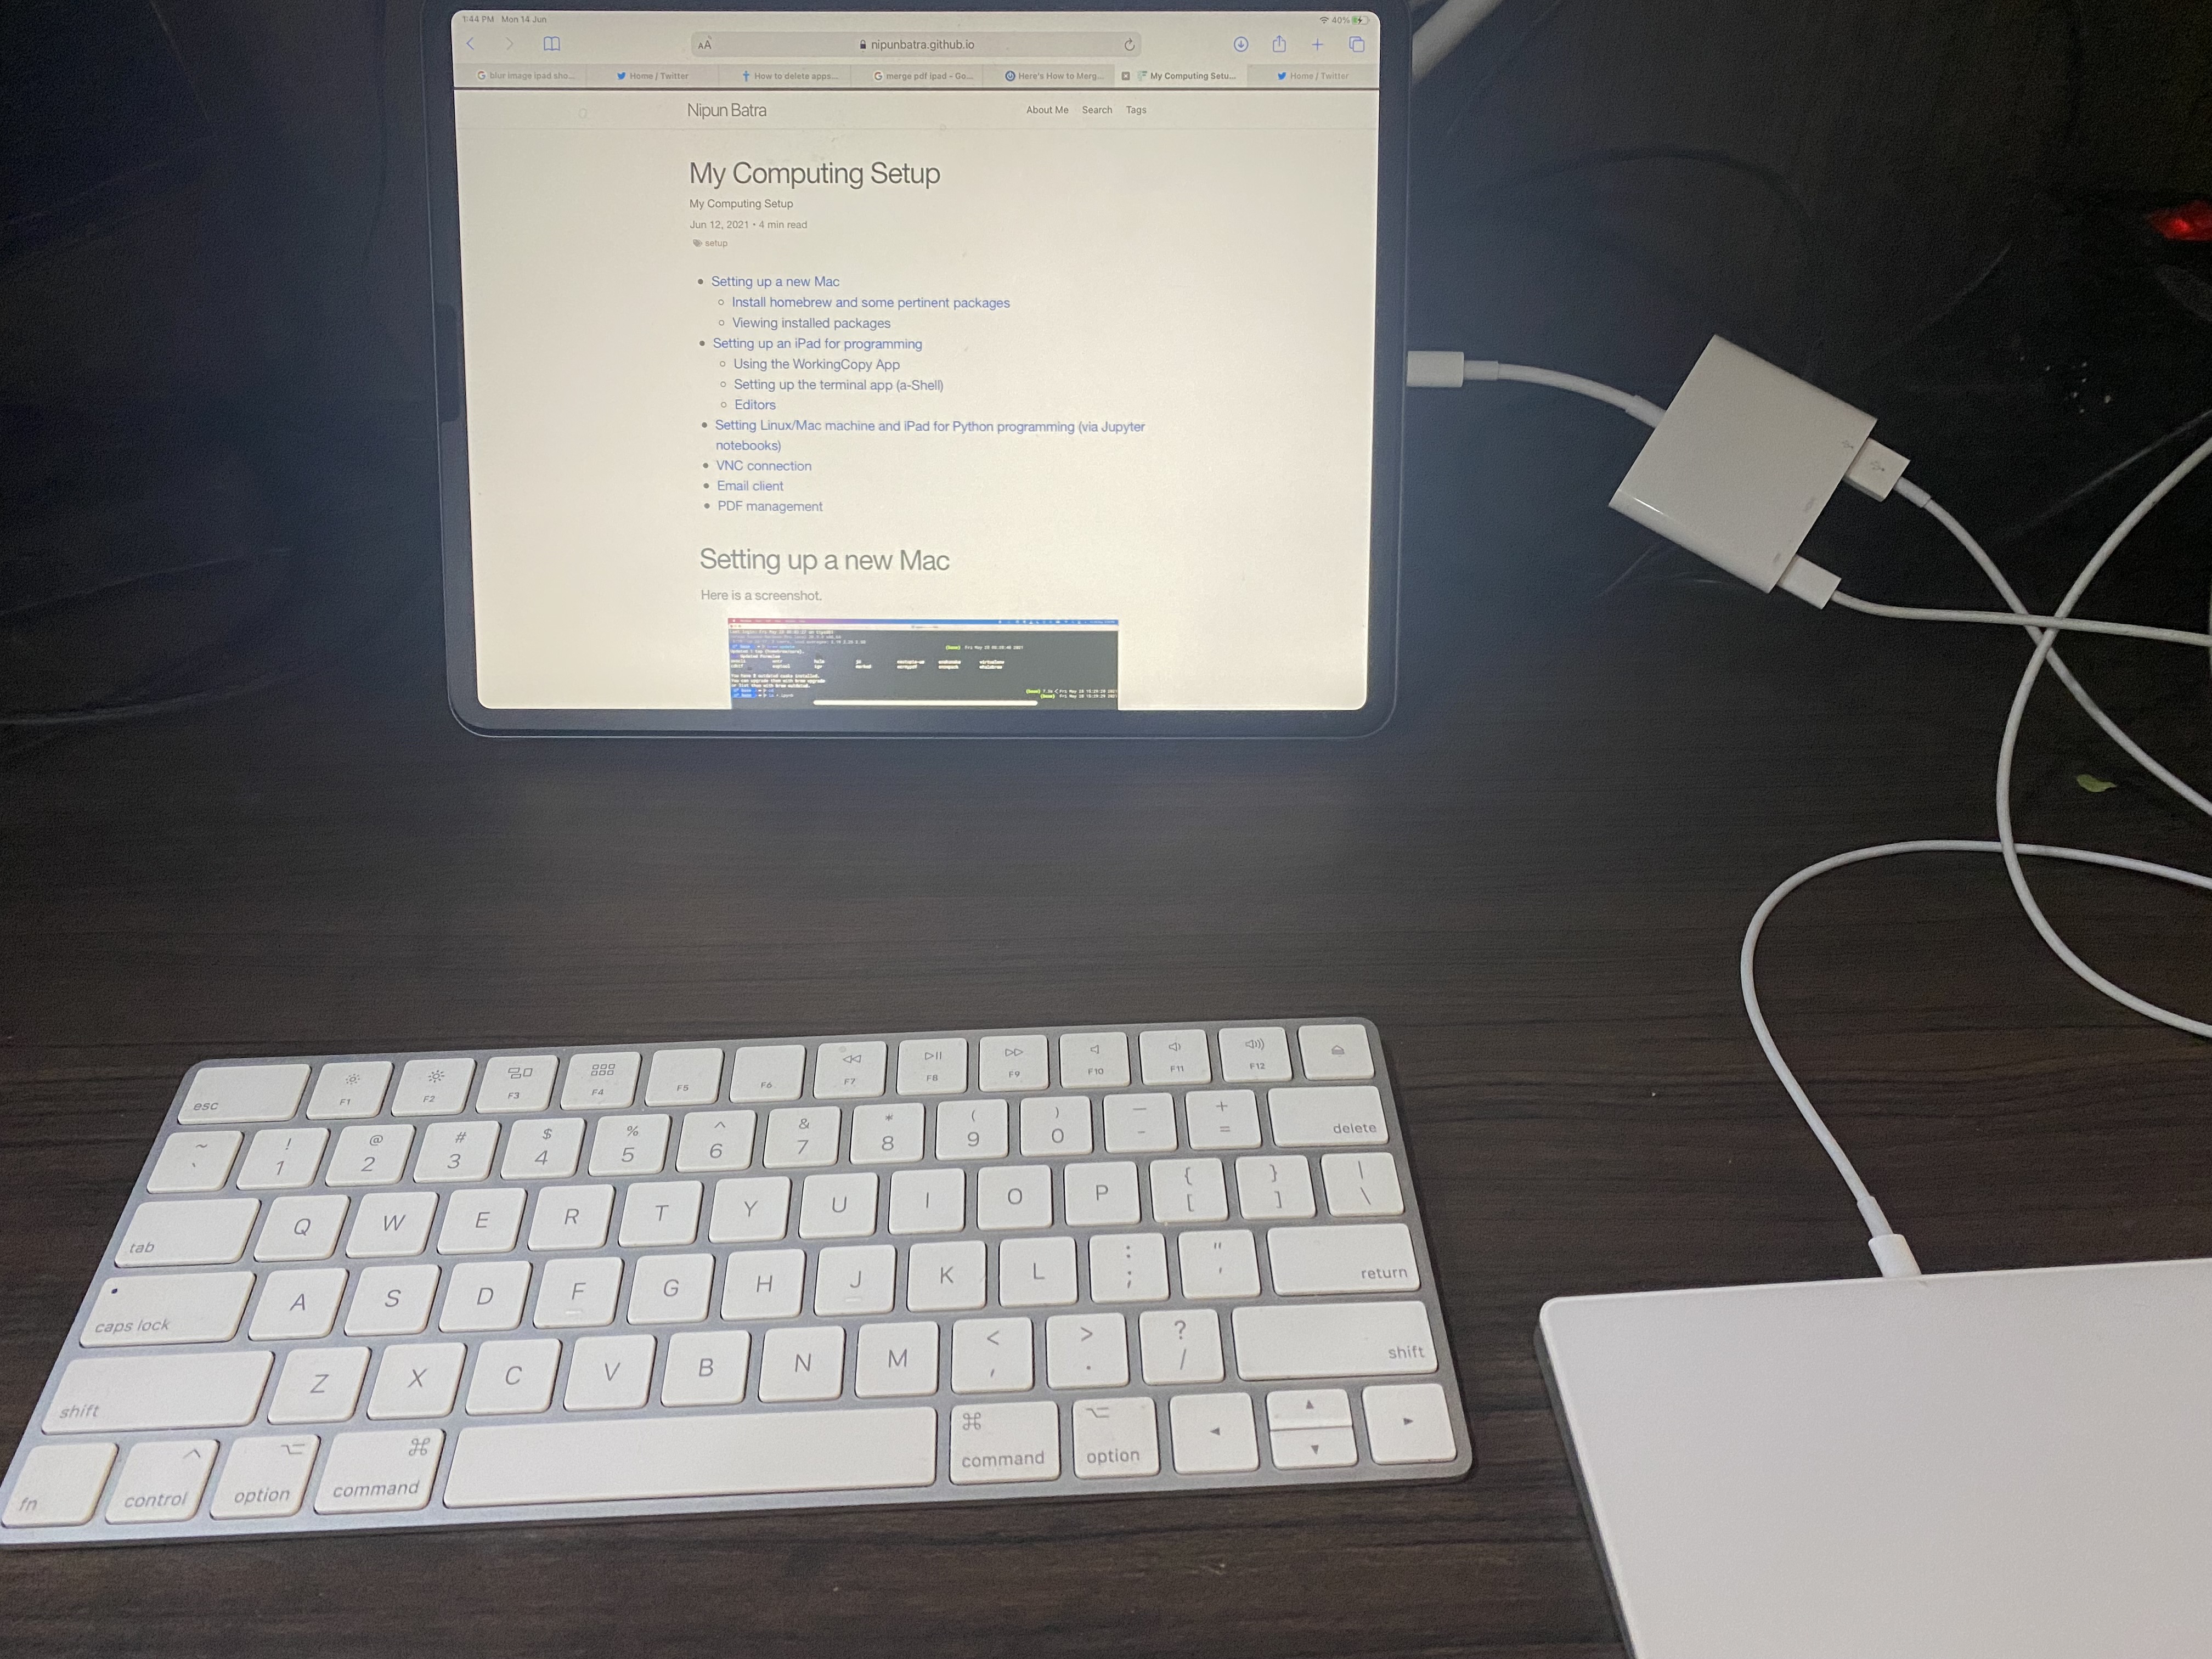 1:44 PM Mon 14 Jun
40%
AA nipunbatra.github.io
blur image ipad sho...
Home / Twitter
How to delete apps...
merge pdf ipad - Go...
Here's How to Merg...
My Computing Setu...
Home / Twitter
Nipun Batra
About Me Search Tags
My Computing Setup
My Computing Setup
Jun 12, 2021 • 4 min read
setup
Setting up a new Mac
Install homebrew and some pertinent packages
Viewing installed packages
Setting up an iPad for programming
Using the WorkingCopy App
Setting up the terminal app (a-Shell)
Editors
Setting Linux/Mac machine and iPad for Python programming (via Jupyter
notebooks)
VNC connection
Email client
PDF management
Setting up a new Mac
Here is a screenshot.
esc F1 F2 F3 F4 F5 F6 F7 F8 F9 F10 F11 F12
~ ! @ # $ % ^ & * ( ) — +
` 1 2 3 4 5 6 7 8 9 0 - = delete
tab Q W E R T Y U I O P { [ } ] | \
caps lock A S D F G H J K L : ; " ' return
shift Z X C V B N M < , > . ? / shift
fn control option ⌘ command ⌘ command option ◀ ▲ ▼ ▶